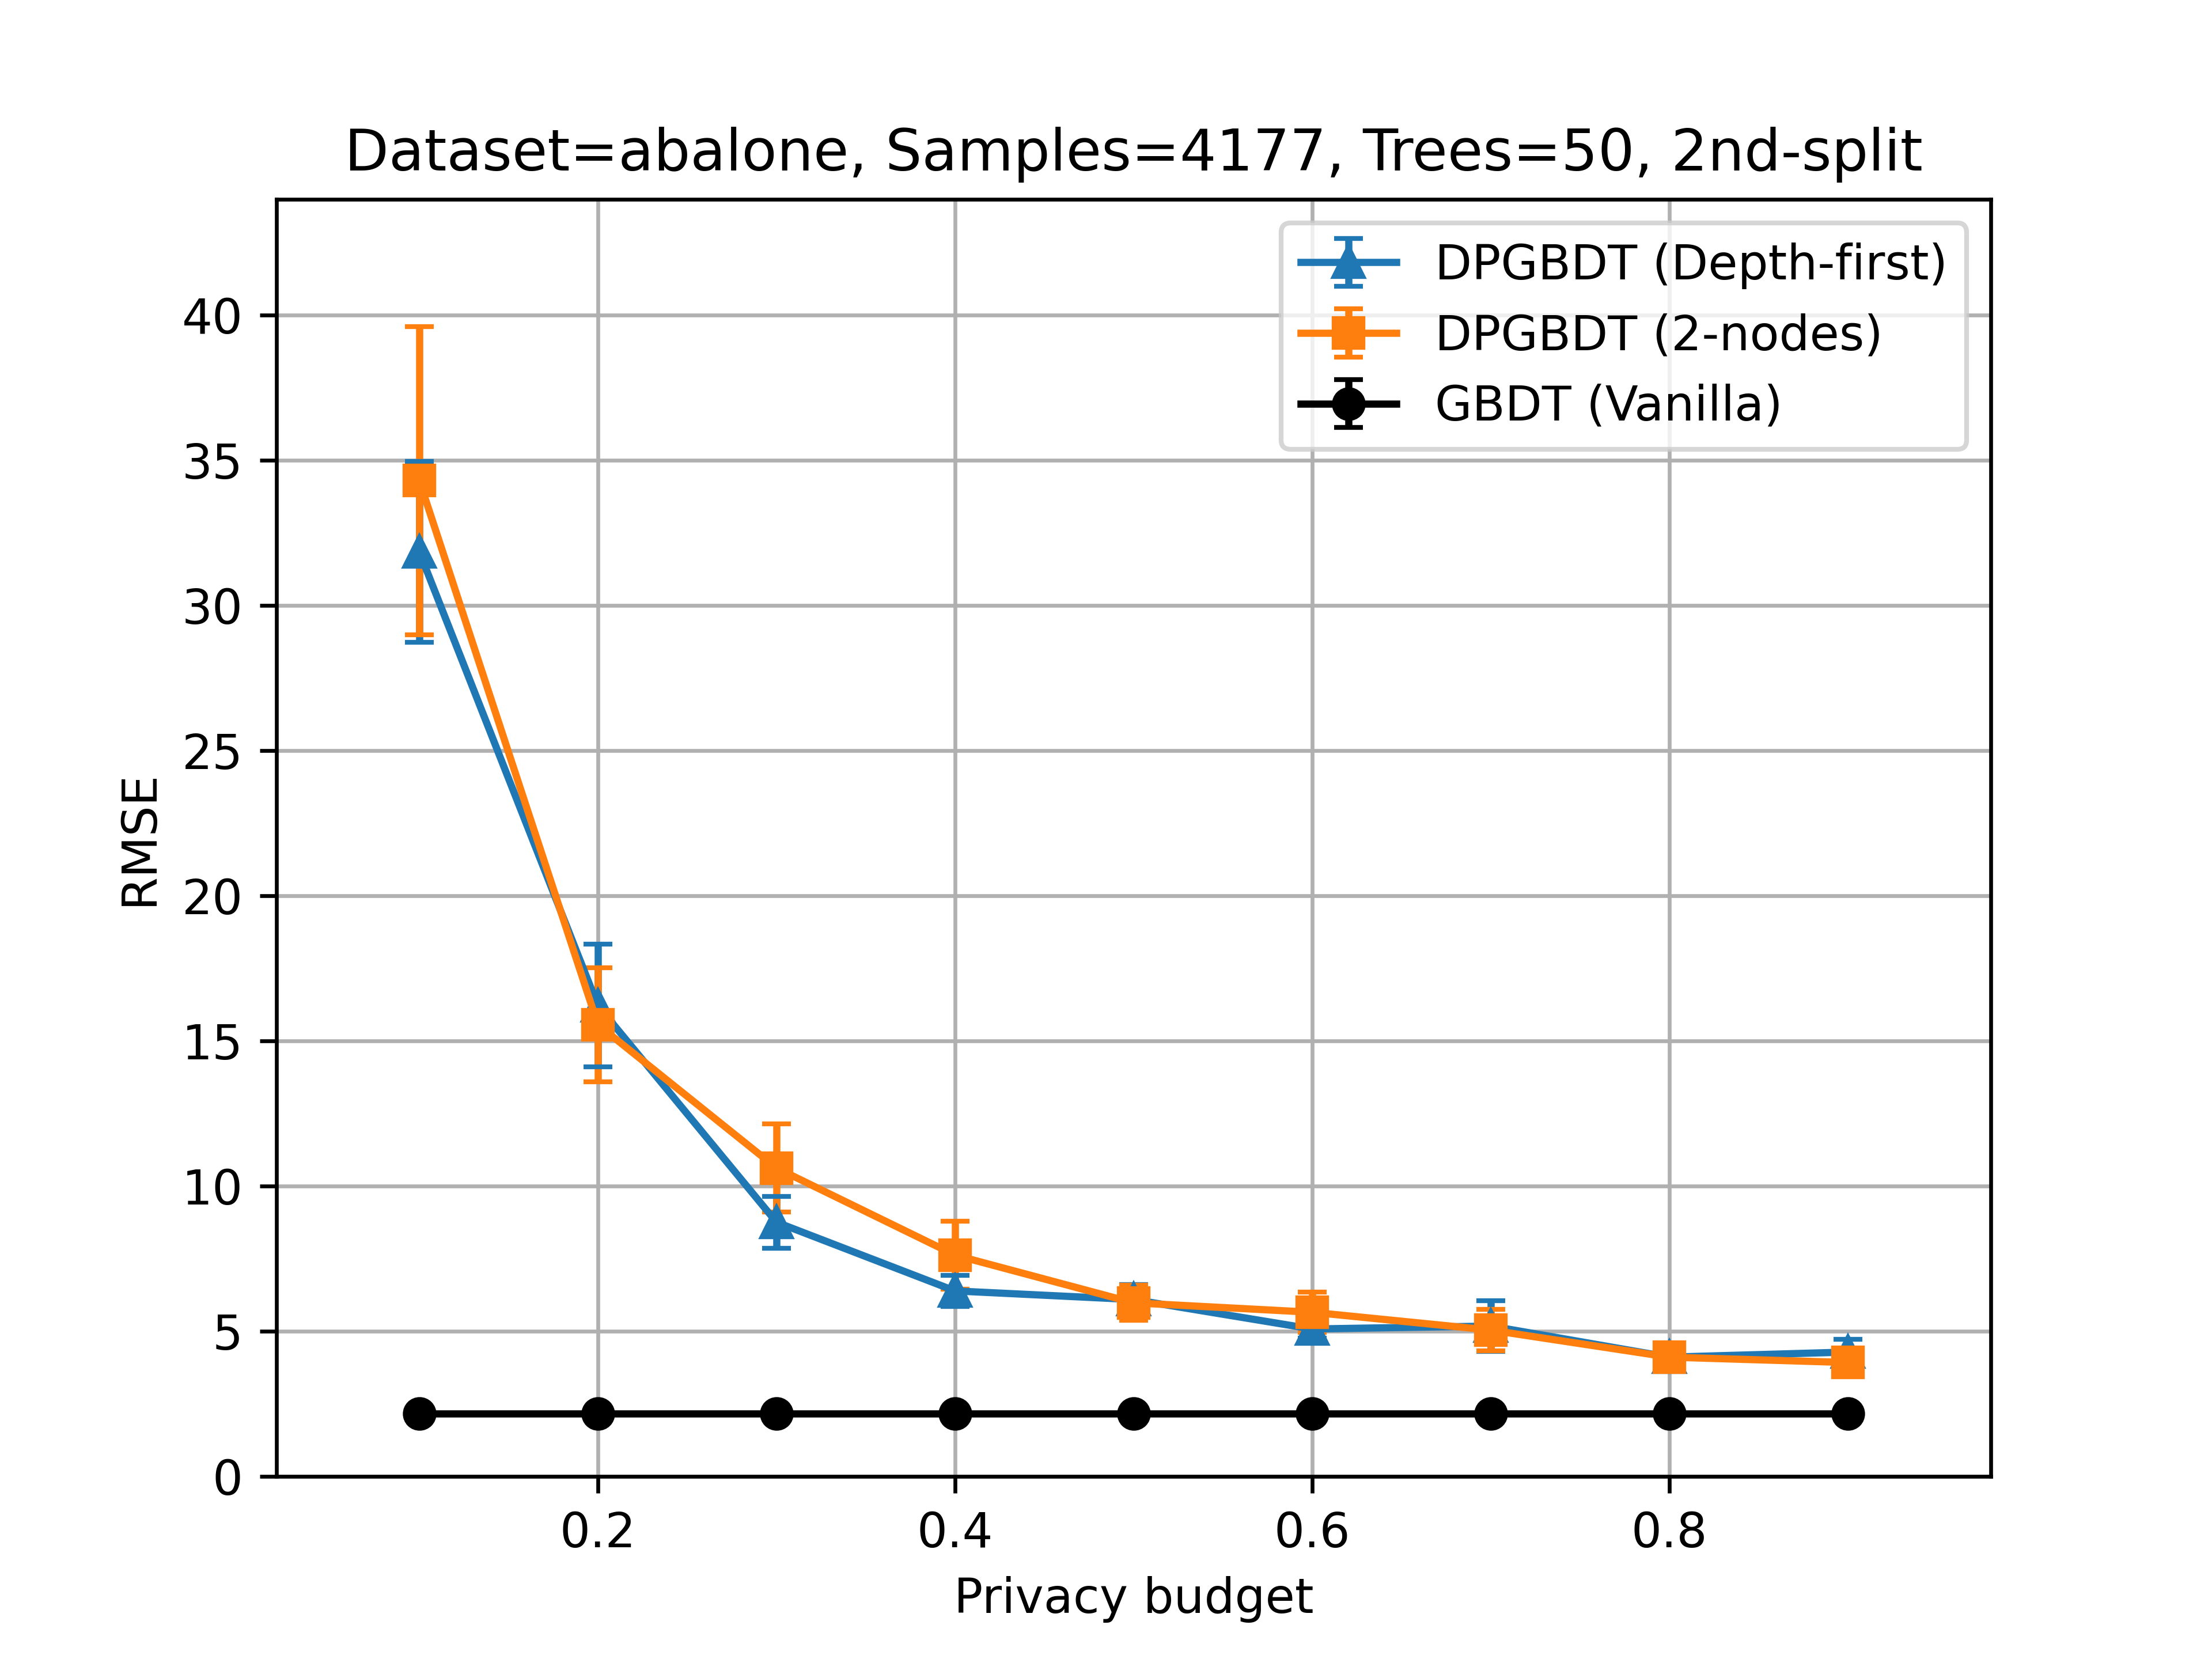 Dataset=abalone, Samples=4177, Trees=50, 2nd-split
DPGBDT (Depth-first)
DPGBDT (2-nodes)
GBDT (Vanilla)
40
35
30
25
20
15
10
5
0
RMSE
0.2 0.4 0.6 0.8
Privacy budget